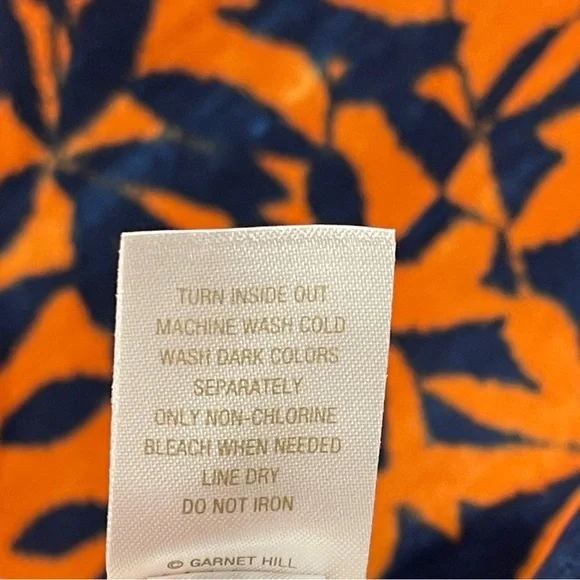 TURN INSIDE OUT
MACHINE WASH COLD
WASH DARK COLORS
SEPARATELY
ONLY NON-CHLORINE
BLEACH WHEN NEEDED
LINE DRY
DO NOT IRON
© GARNET HILL